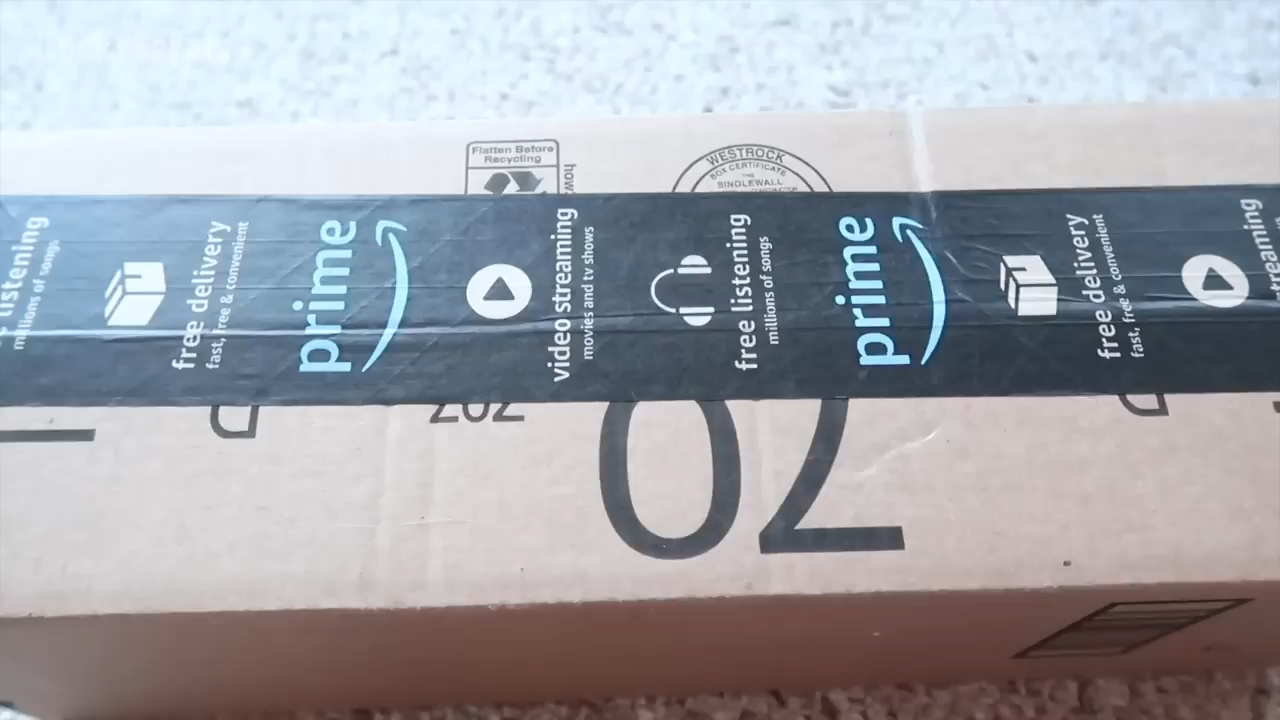 Flatten Before
Recycling
WESTROCK
BOX CERTIFICATE
THIS
SINGLEWALL
listening
millions of songs
free delivery
fast, free & convenient
prime
video streaming
movies and tv shows
free listening
millions of songs
prime
free delivery
fast, free & convenient
streaming